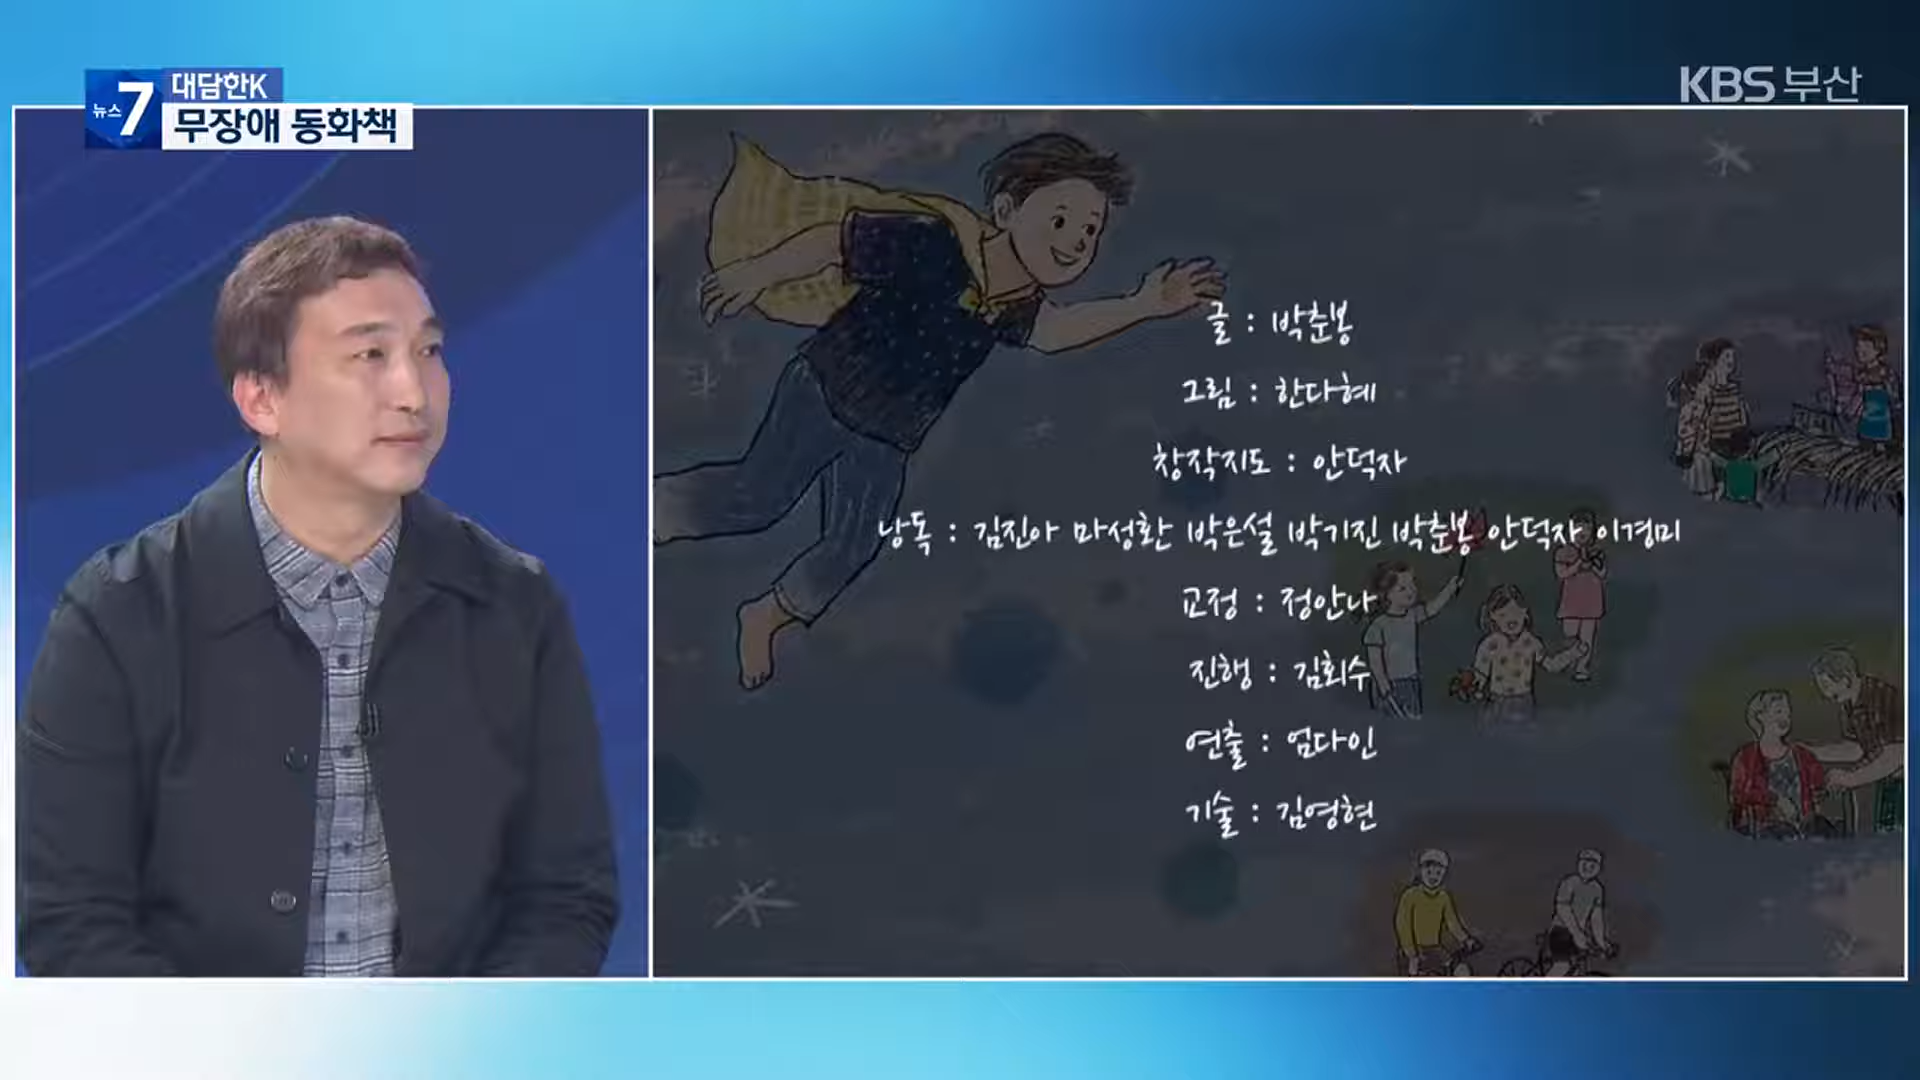 뉴스 7
대담한K
무장애 동화책
KBS 부산
글 : 박춘봉
그림 : 한다혜
창작지도 : 안덕자
낭독 : 김진아 마성환 박은설 박기진 박춘봉 안덕자 이경미
교정 : 정안나
진행 : 김회수
연출 : 엄다인
기술 : 김영현